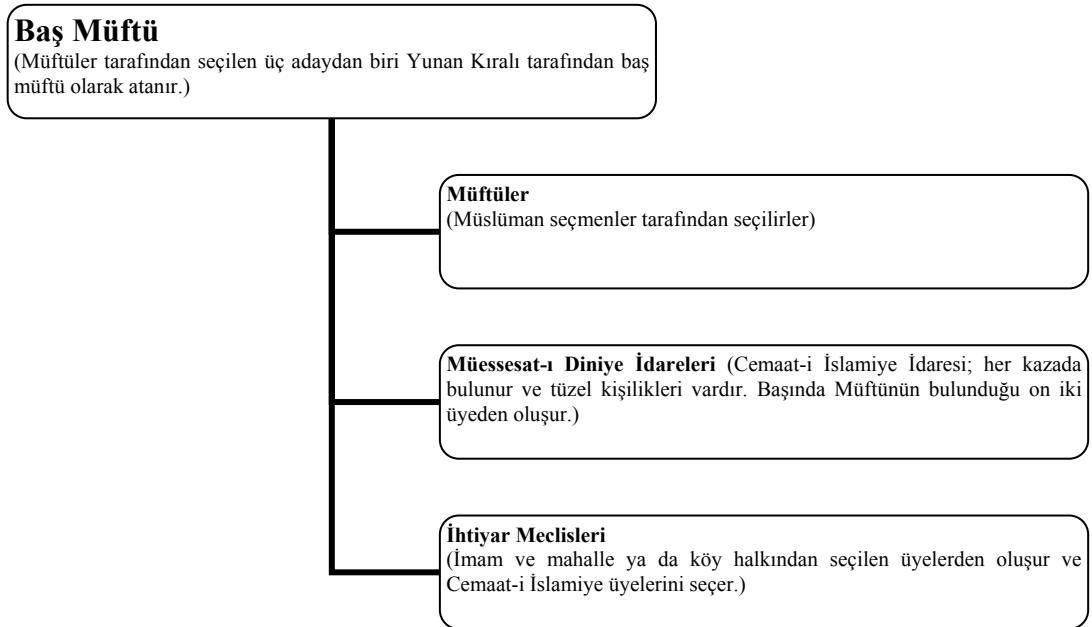 Baş Müftü
(Müftüler tarafından seçilen üç adaydan biri Yunan Kıralı tarafından baş
müftü olarak atanır.)
Müftüler
(Müslüman seçmenler tarafından seçilirler)
Müessesat-ı Diniye İdareleri (Cemaat-i İslamiye İdaresi; her kazada
bulunur ve tüzel kişilikleri vardır. Başında Müftünün bulunduğu on iki
üyeden oluşur.)
İhtiyar Meclisleri
(İmam ve mahalle ya da köy halkından seçilen üyelerden oluşur ve
Cemaat-i İslamiye üyelerini seçer.)